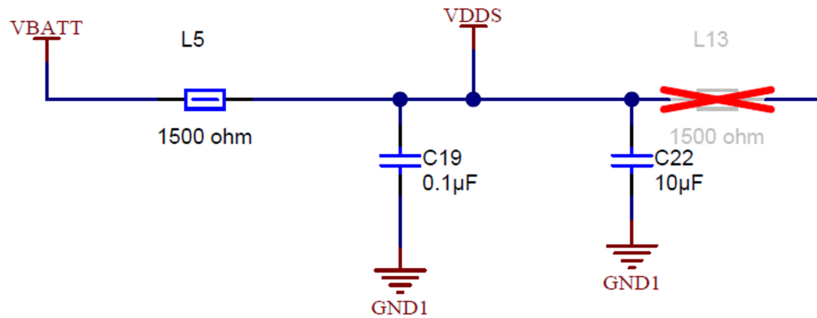 VBATT
L5
VDDS
L13
1500 ohm
1500 ohm
C19
0.1µF
C22
10µF
GND1
GND1